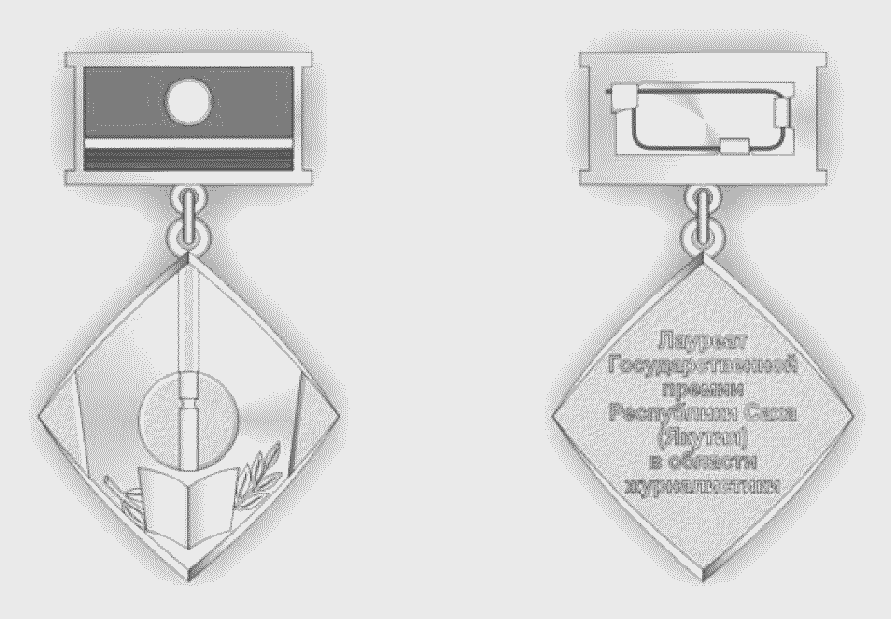 Лауреат
Государственной
премии
Республики Саха
(Якутия)
в области
журналистики